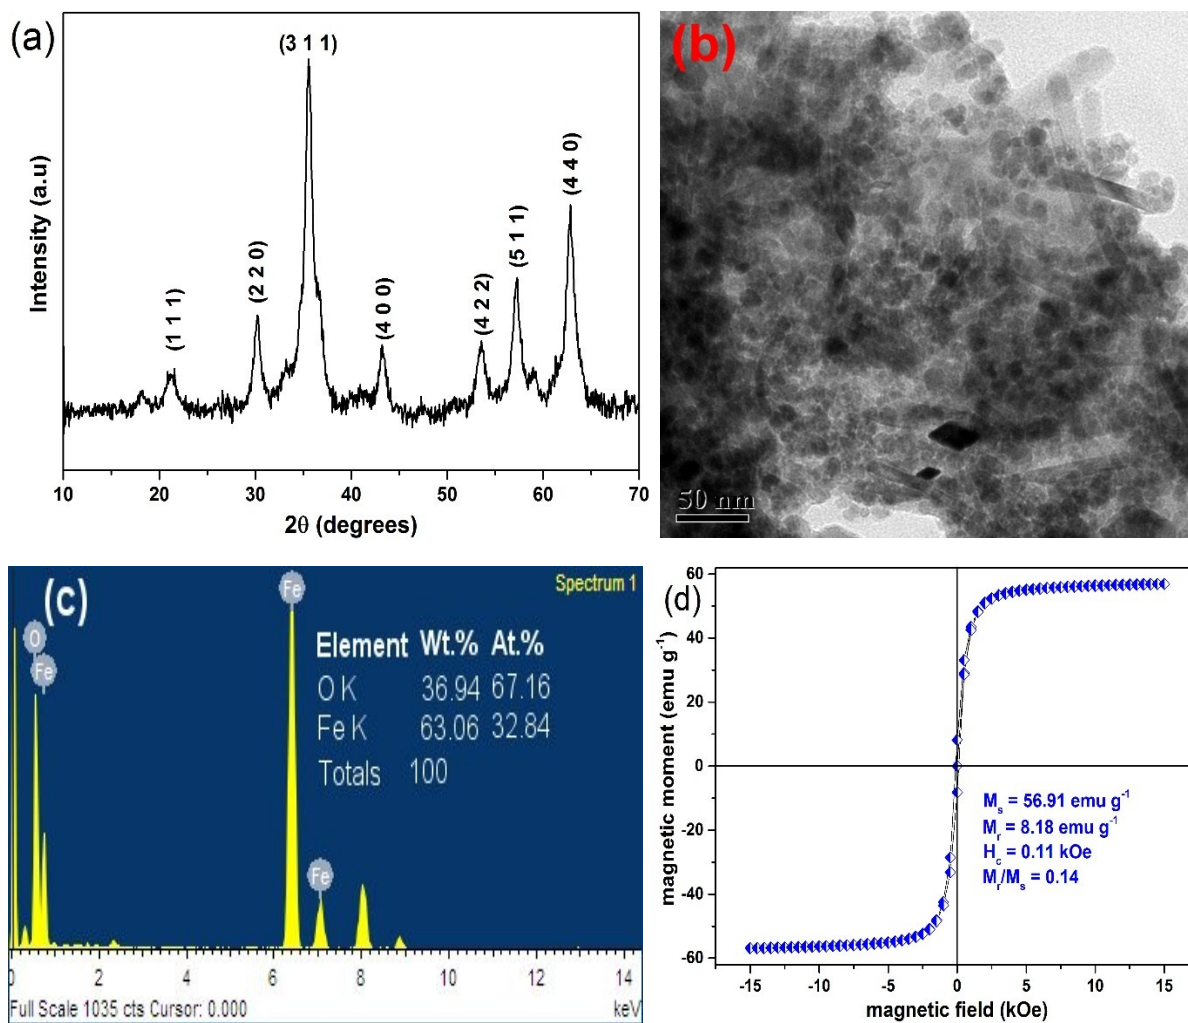 (a)
(1 1 1)
(2 2 0)
(3 1 1)
(4 0 0)
(4 2 2)
(5 1 1)
(4 4 0)
Intensity (a.u)
10 20 30 40 50 60 70
2θ (degrees)
(b)
50 nm
(c)
Spectrum 1
O
Fe
Fe
Fe
Element Wt.% At.%
O K 36.94 67.16
Fe K 63.06 32.84
Totals 100
0 2 4 6 8 10 12 14
Full Scale 1035 cts Cursor: 0.000 keV
(d)
magnetic moment (emu g⁻¹)
60
40
20
0
-20
-40
-60
Mₛ = 56.91 emu g⁻¹
Mᵣ = 8.18 emu g⁻¹
H_c = 0.11 kOe
Mᵣ/Mₛ = 0.14
-15 -10 -5 0 5 10 15
magnetic field (kOe)